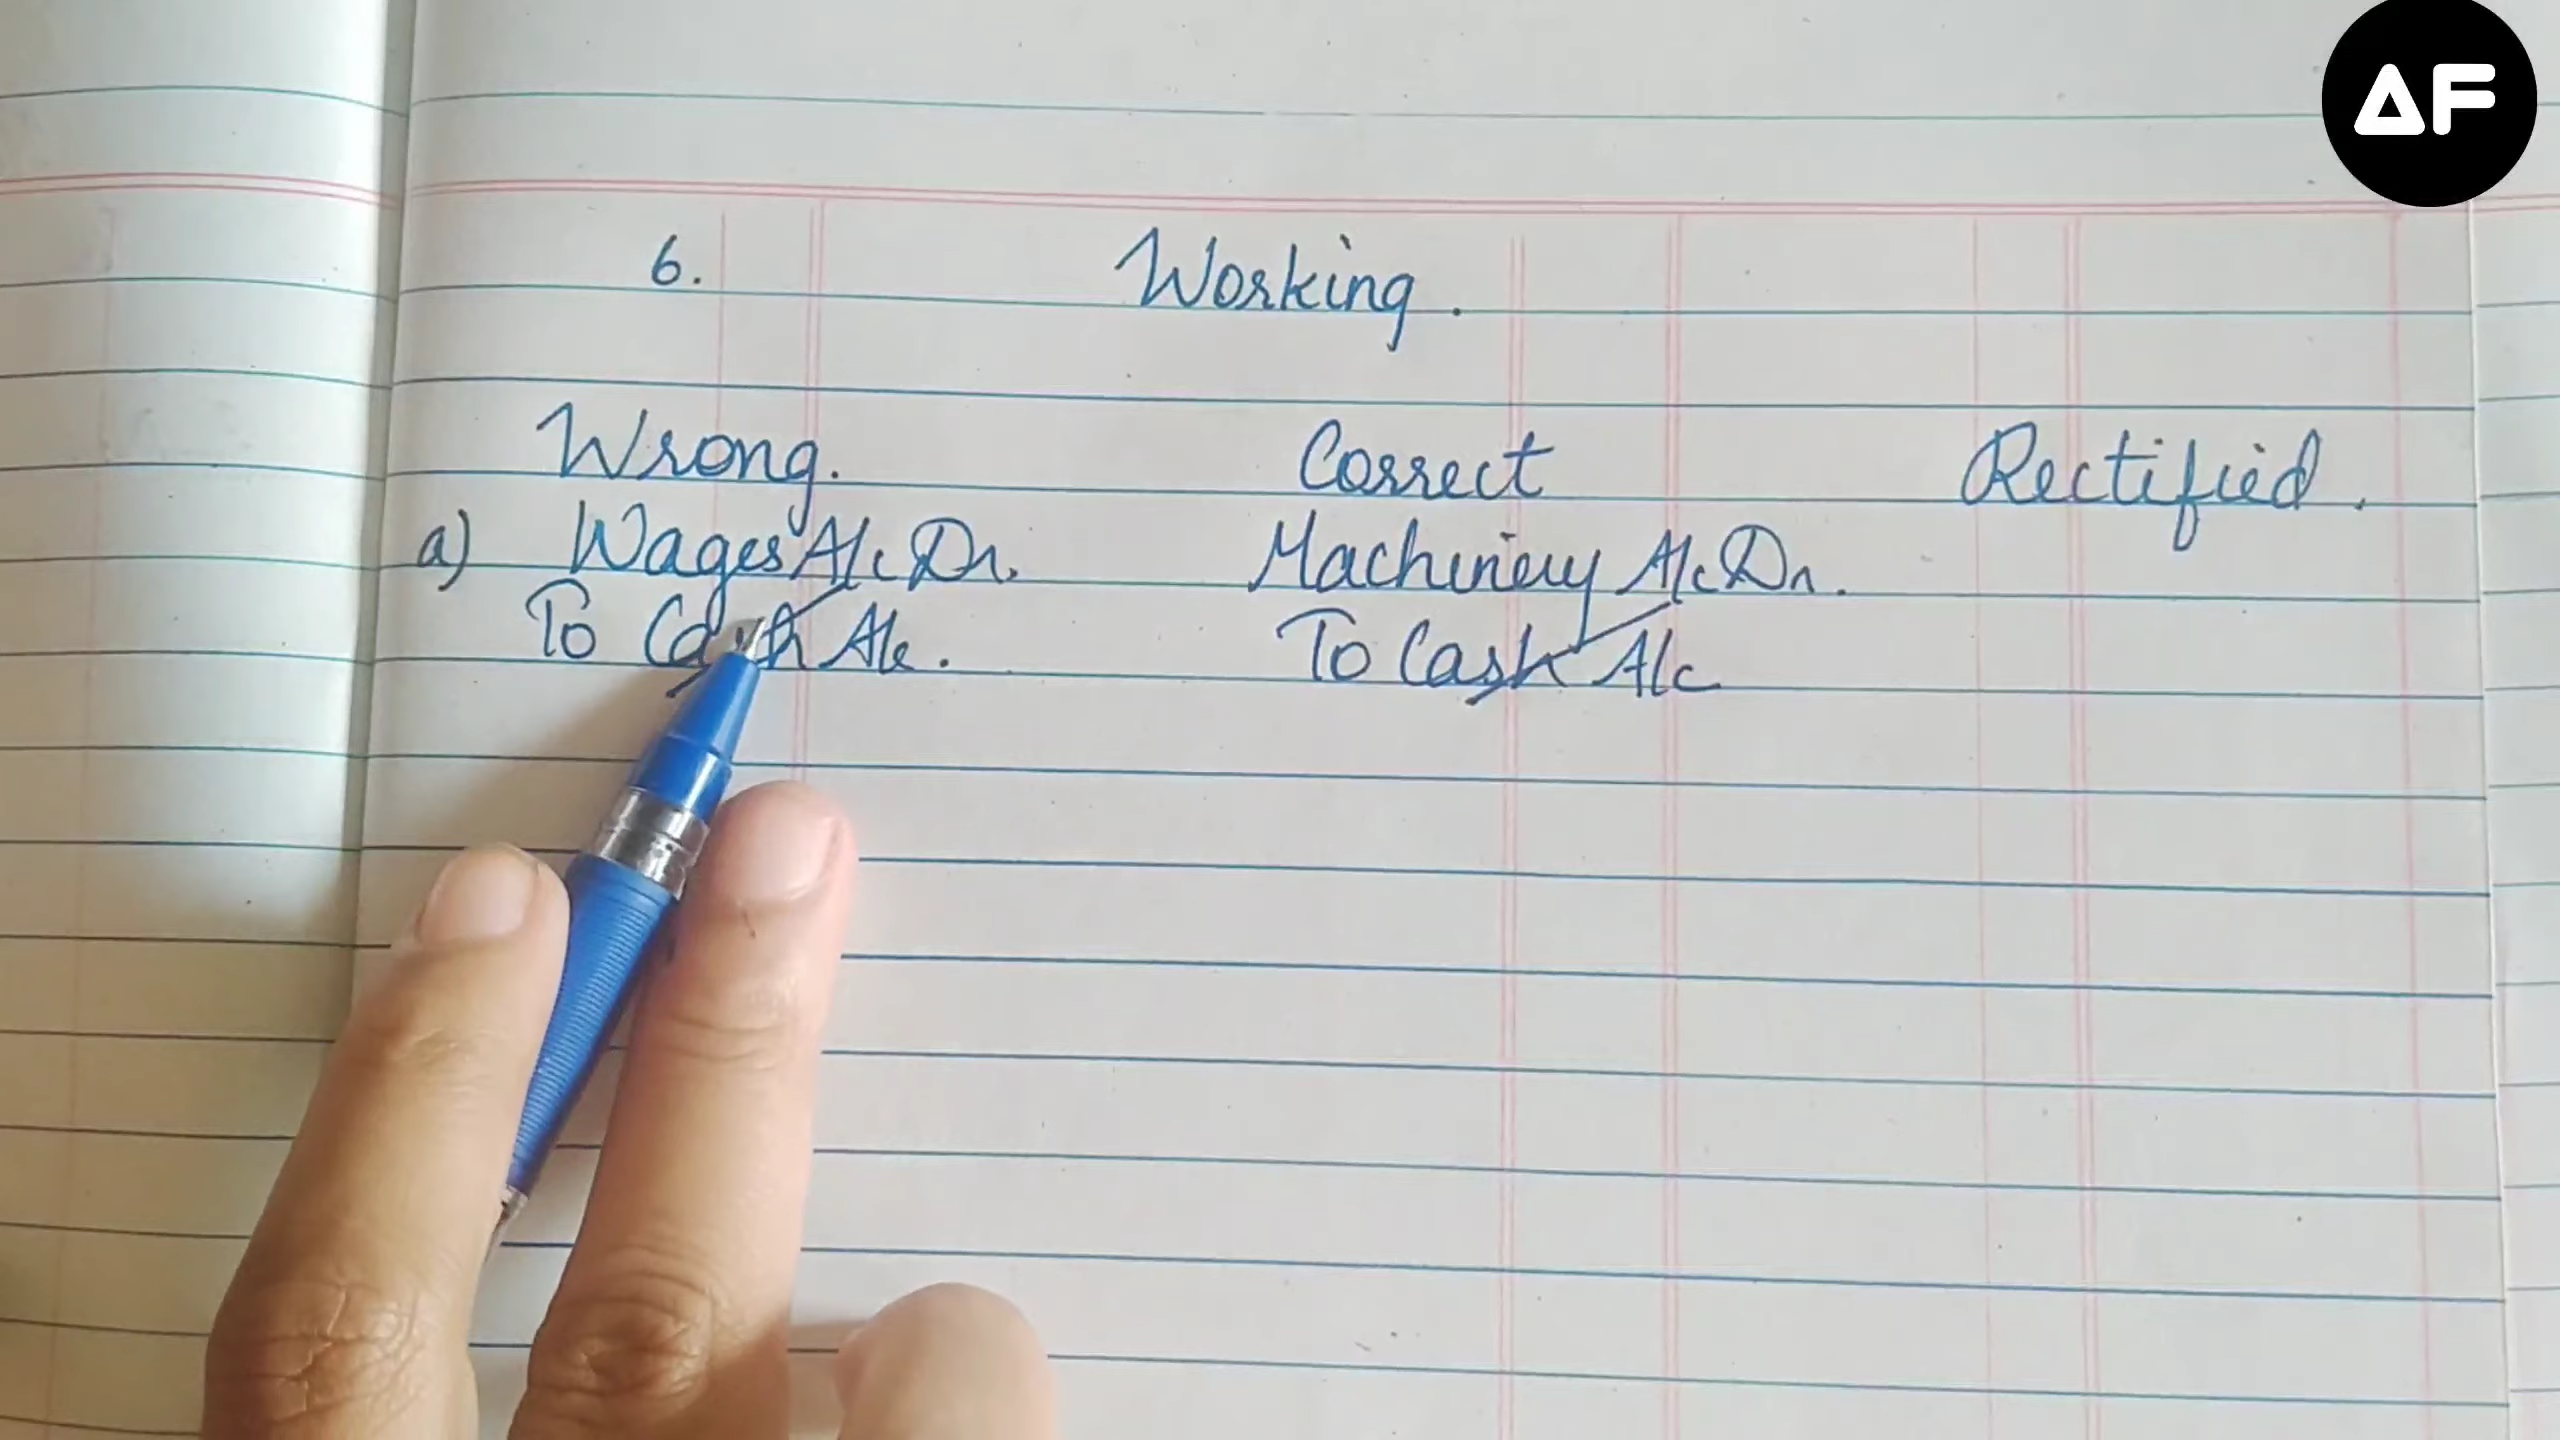 AF
6. Working.
Wrong. Correct Rectified.
a) Wages A/c Dr. Machinery A/c Dr.
To Cash A/c. To Cash A/c